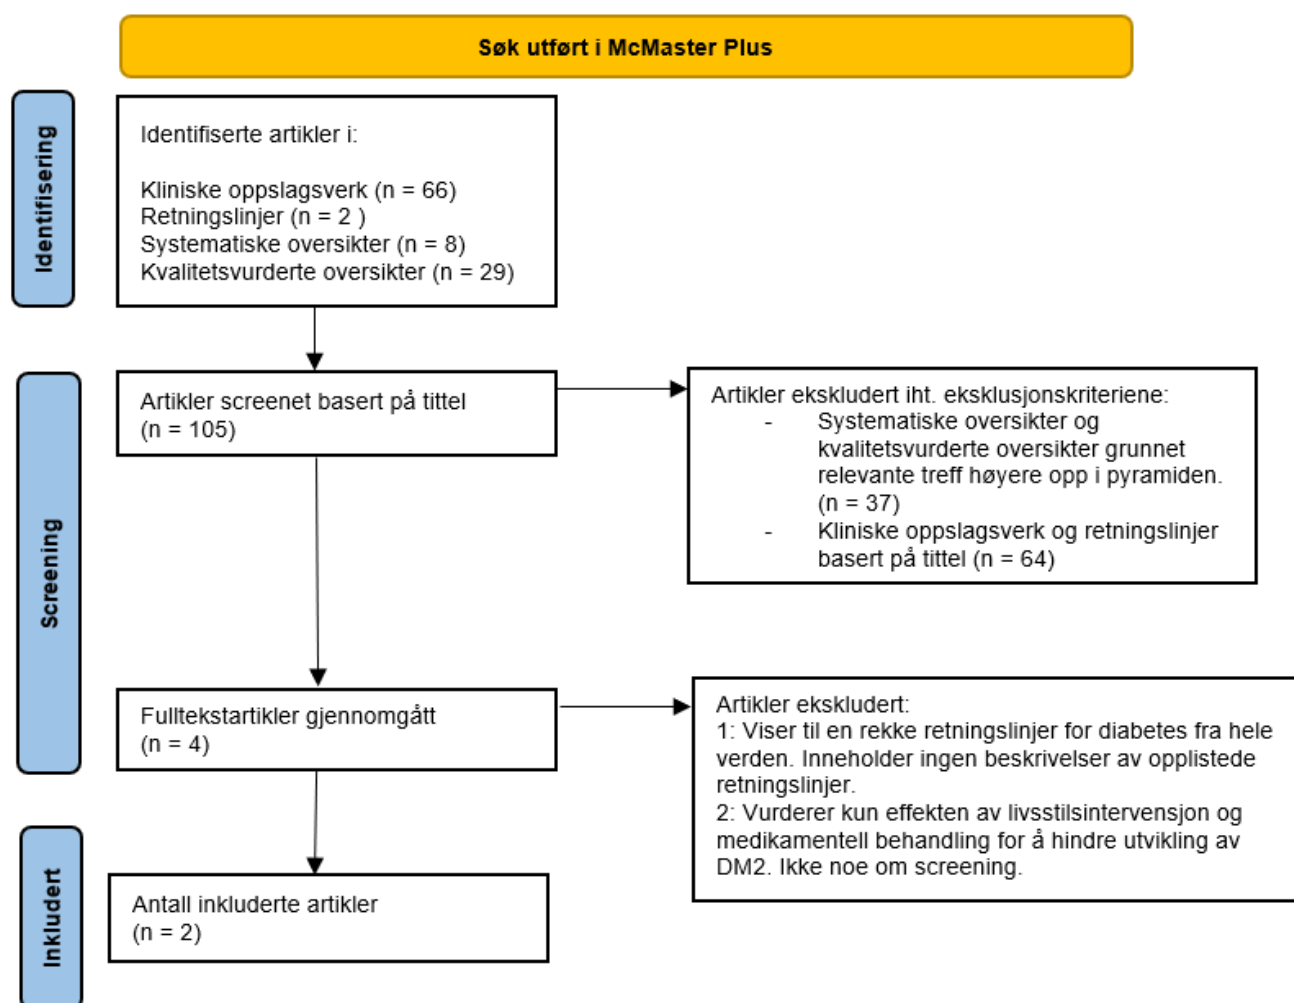 Søk utført i McMaster Plus
Identifisering
Identifiserte artikler i:
Kliniske oppslagsverk (n = 66)
Retningslinjer (n = 2 )
Systematiske oversikter (n = 8)
Kvalitetsvurderte oversikter (n = 29)
Screening
Artikler screenet basert på tittel
(n = 105)
Artikler ekskludert iht. eksklusjonskriteriene:
- Systematiske oversikter og
kvalitetsvurderte oversikter grunnet
relevante treff høyere opp i pyramiden.
(n = 37)
- Kliniske oppslagsverk og retningslinjer
basert på tittel (n = 64)
Fulltekstartikler gjennomgått
(n = 4)
Artikler ekskludert:
1: Viser til en rekke retningslinjer for diabetes fra hele
verden. Inneholder ingen beskrivelser av opplistede
retningslinjer.
2: Vurderer kun effekten av livsstilsintervensjon og
medikamentell behandling for å hindre utvikling av
DM2. Ikke noe om screening.
Inkludert
Antall inkluderte artikler
(n = 2)